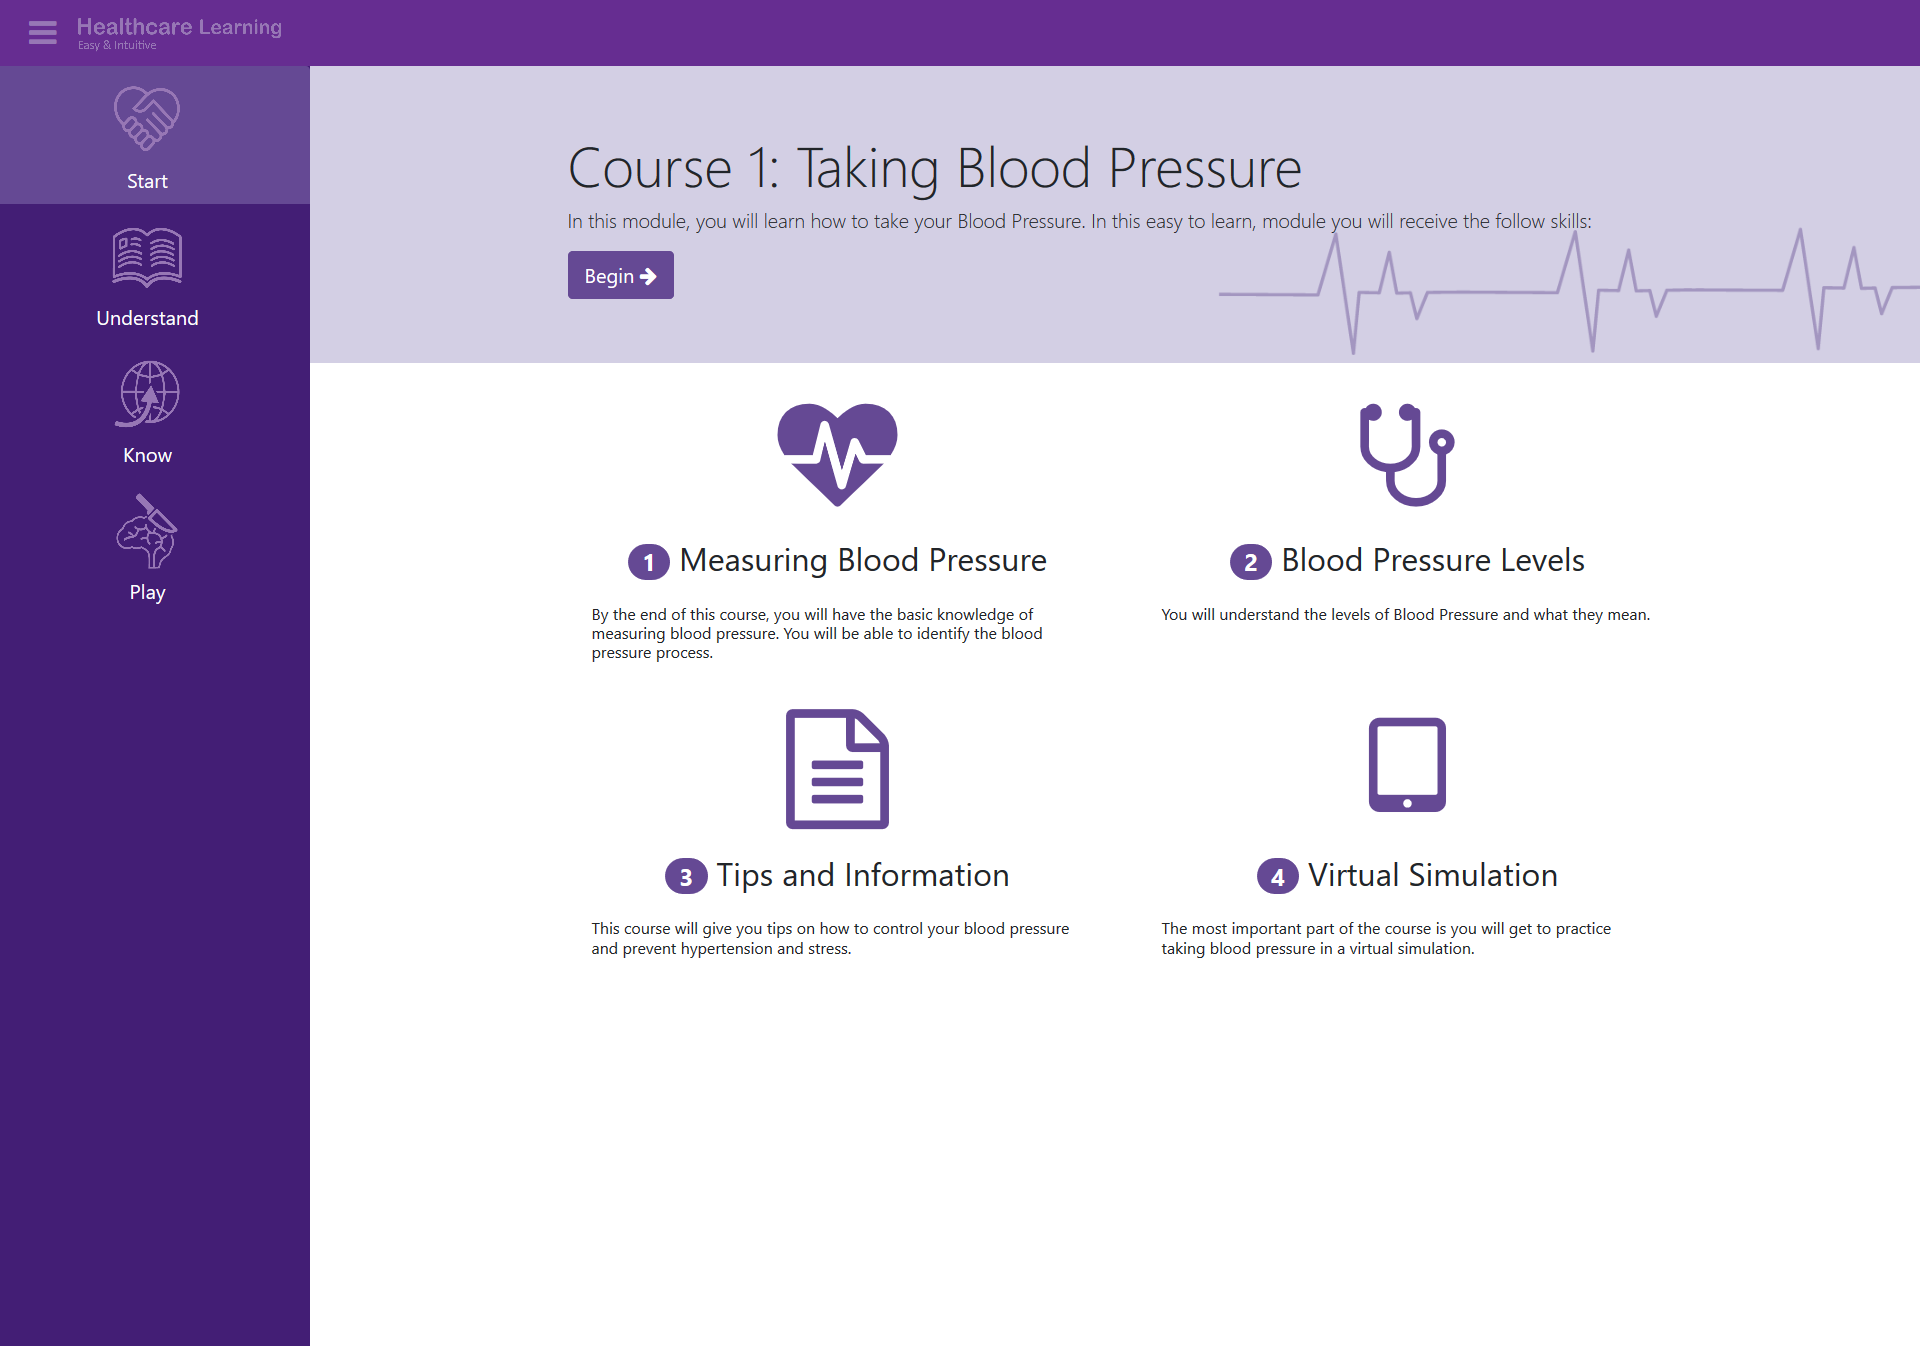 Healthcare Learning
Easy & Intuitive
Start
Understand
Know
Play
Course 1: Taking Blood Pressure
In this module, you will learn how to take your Blood Pressure. In this easy to learn, module you will receive the follow skills:
Begin
1 Measuring Blood Pressure
By the end of this course, you will have the basic knowledge of
measuring blood pressure. You will be able to identify the blood
pressure process.
2 Blood Pressure Levels
You will understand the levels of Blood Pressure and what they mean.
3 Tips and Information
This course will give you tips on how to control your blood pressure
and prevent hypertension and stress.
4 Virtual Simulation
The most important part of the course is you will get to practice
taking blood pressure in a virtual simulation.